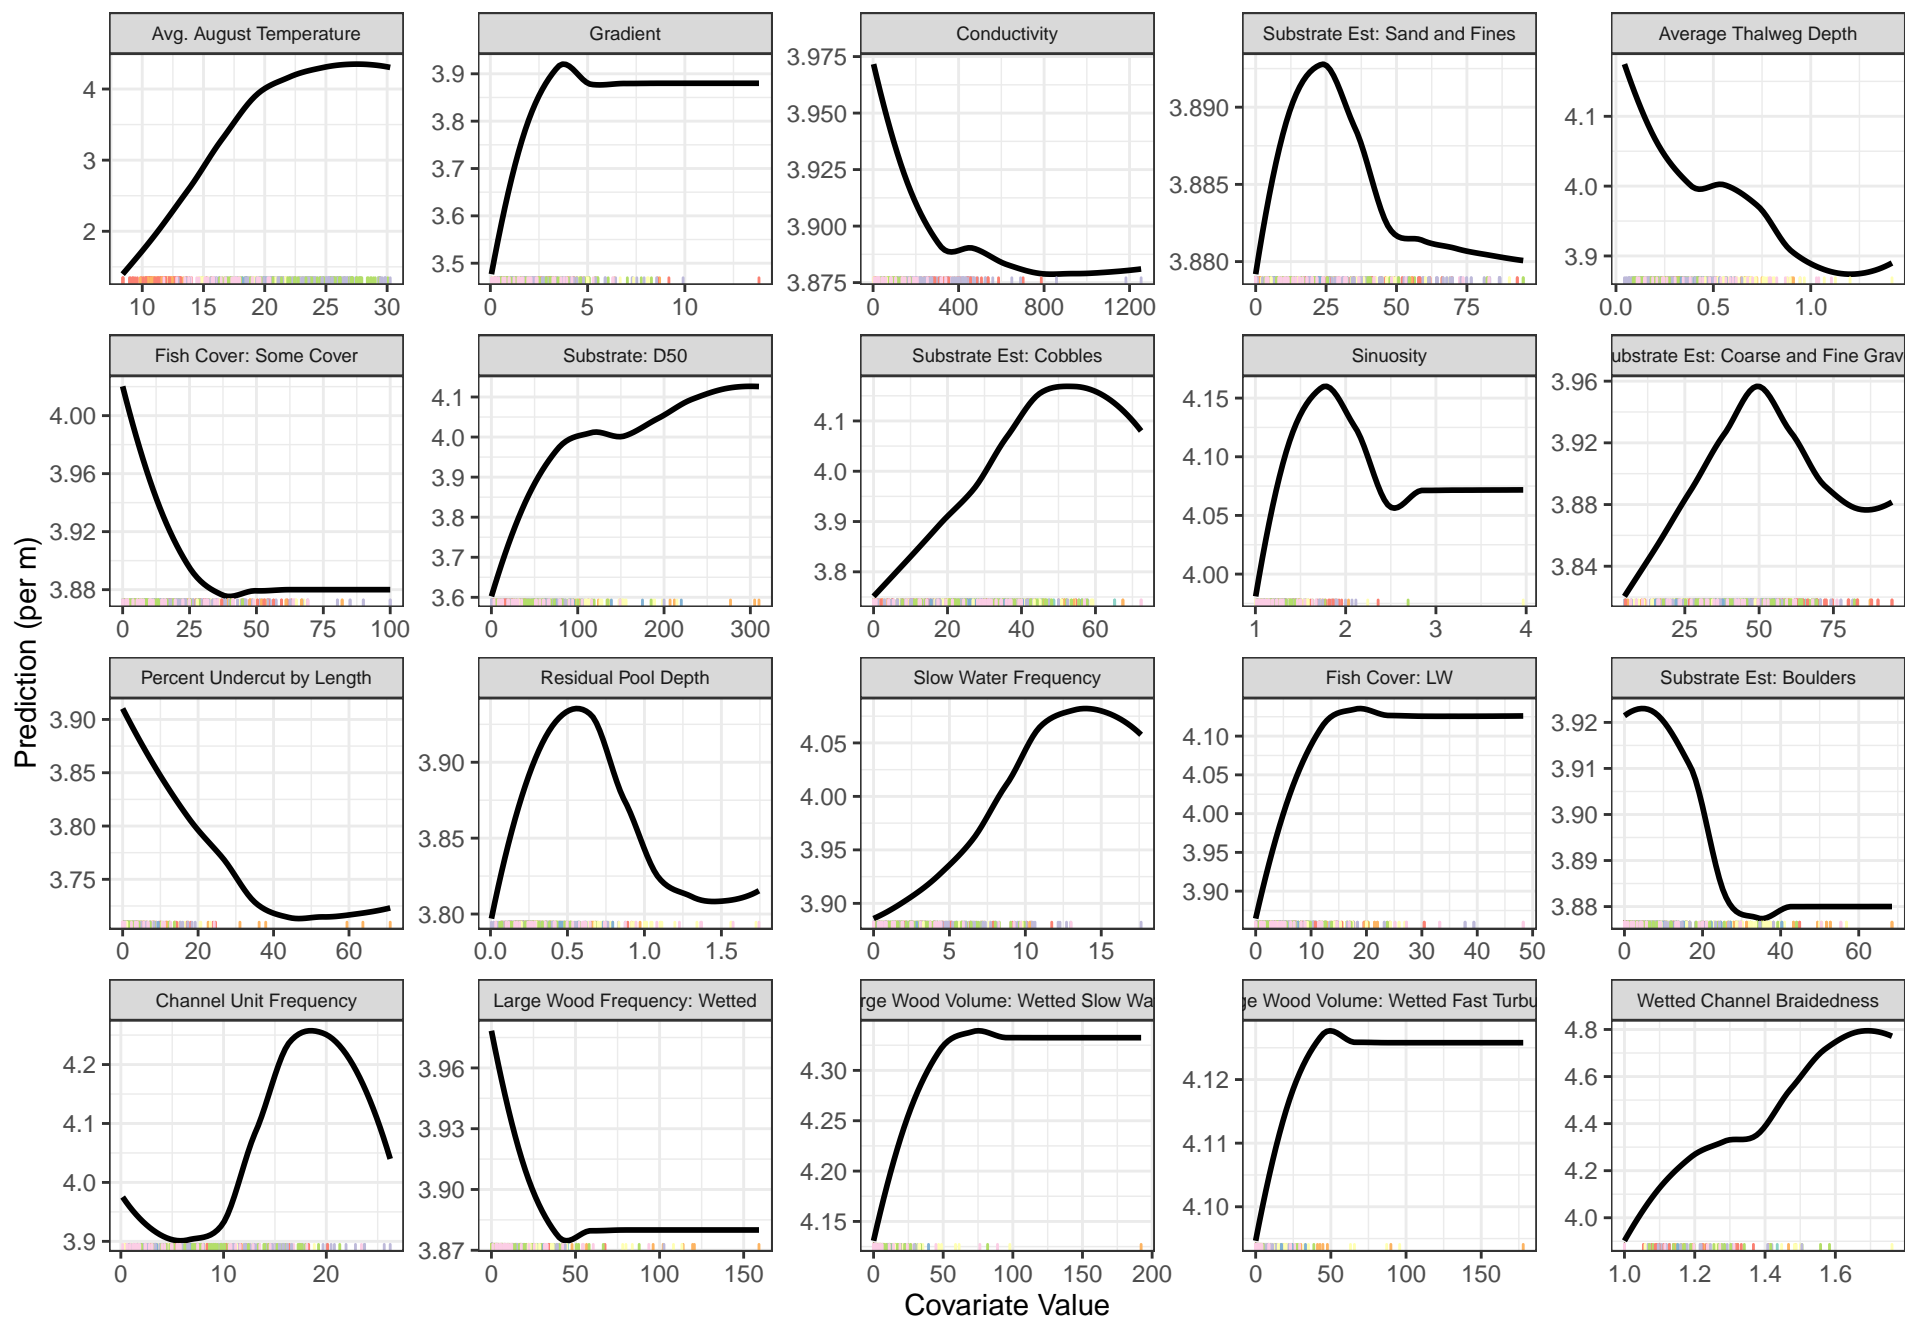 Avg. August Temperature
Gradient
Conductivity
Substrate Est: Sand and Fines
Average Thalweg Depth
4
3
2
10 15 20 25 30
3.9
3.8
3.7
3.6
3.5
0 5 10
3.975
3.950
3.925
3.900
3.875
0 400 800 1200
3.890
3.885
3.880
0 25 50 75
4.1
4.0
3.9
0.0 0.5 1.0
Fish Cover: Some Cover
Substrate: D50
Substrate Est: Cobbles
Sinuosity
ubstrate Est: Coarse and Fine Grav
4.00
3.96
3.92
3.88
0 25 50 75 100
4.1
4.0
3.9
3.8
3.7
3.6
0 100 200 300
4.1
4.0
3.9
3.8
0 20 40 60
4.15
4.10
4.05
4.00
1 2 3 4
3.96
3.92
3.88
3.84
25 50 75
Prediction (per m)
Percent Undercut by Length
Residual Pool Depth
Slow Water Frequency
Fish Cover: LW
Substrate Est: Boulders
3.90
3.85
3.80
3.75
0 20 40 60
3.90
3.85
3.80
0.0 0.5 1.0 1.5
4.05
4.00
3.95
3.90
0 5 10 15
4.10
4.05
4.00
3.95
3.90
0 10 20 30 40 50
3.92
3.91
3.90
3.89
3.88
0 20 40 60
Channel Unit Frequency
Large Wood Frequency: Wetted
rge Wood Volume: Wetted Slow Wa
ge Wood Volume: Wetted Fast Turbu
Wetted Channel Braidedness
4.2
4.1
4.0
3.9
0 10 20
3.96
3.93
3.90
3.87
0 50 100 150
4.30
4.25
4.20
4.15
0 50 100 150 200
4.12
4.11
4.10
0 50 100 150
4.8
4.6
4.4
4.2
4.0
1.0 1.2 1.4 1.6
Covariate Value